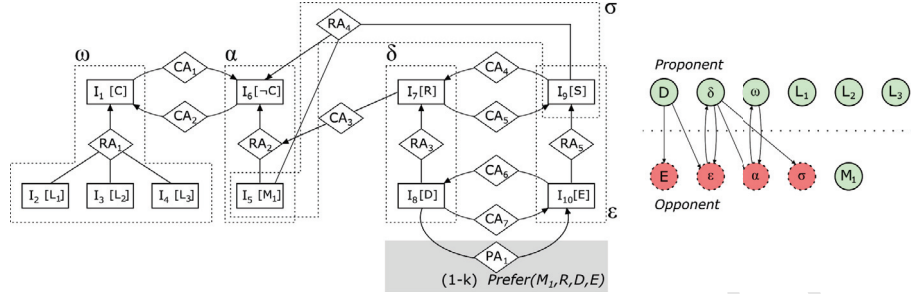 σ
RA4
ω
α
δ
CA1
CA4
I1 [C]
I6[¬C]
I7[R]
I9[S]
CA2
CA3
CA5
RA1
RA2
RA3
RA5
CA6
I2 [L1]
I3 [L2]
I4 [L3]
I5 [M1]
I8[D]
I10[E]
CA7
ε
PA1
(1-k) Prefer(M1,R,D,E)
Proponent
D
δ
ω
L1
L2
L3
E
ε
α
σ
M1
Opponent